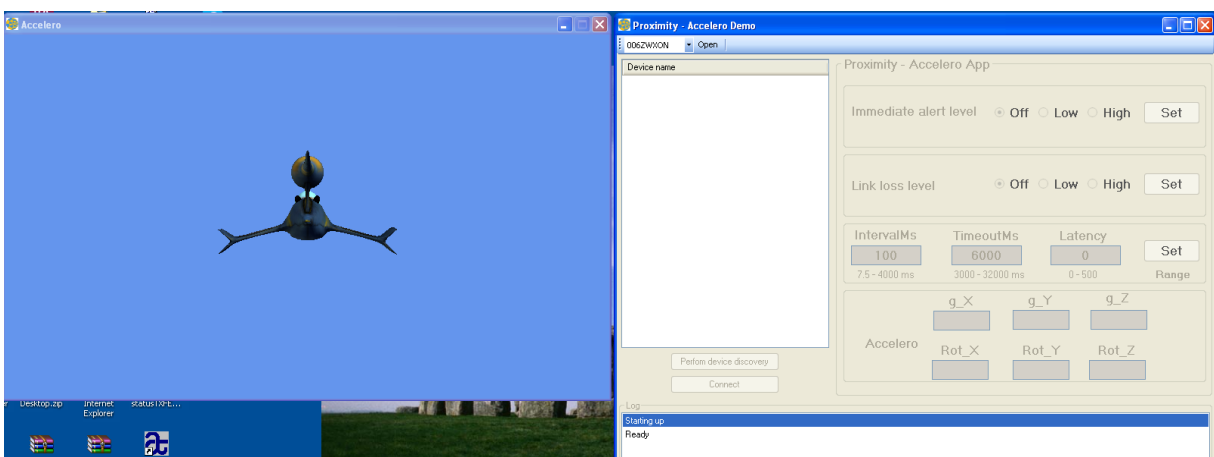 Accelero
Proximity - Accelero Demo
006ZWXON
Open
Device name
Proximity - Accelero App
Immediate alert level
Off
Low
High
Set
Link loss level
Off
Low
High
Set
IntervalMs
TimeoutMs
Latency
100
6000
0
Set
7.5 - 4000 ms
3000 - 32000 ms
0 - 500
Range
g_X
g_Y
g_Z
Accelero
Rot_X
Rot_Y
Rot_Z
Perfom device discovery
Connect
Log
Starting up
Ready
Desktop.zip
Internet
Explorer